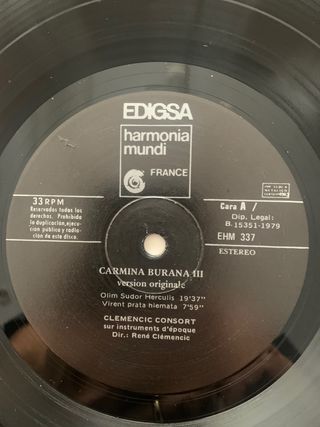 EDIGSA
harmonia
mundi
FRANCE
33 RPM
Reservados todos los
derechos. Prohibida
la duplicación, ejecu-
ción pública y radia-
ción de este disco.
Cara A /
Dip. Legal:
B. 15351-1979
EHM 337
ESTEREO
CARMINA BURANA III
version originale
Olim Sudor Herculis 19'37"
Virent prata hiemata 7'59"
CLEMENCIC CONSORT
sur instruments d'époque
Dir.: René Clémencic